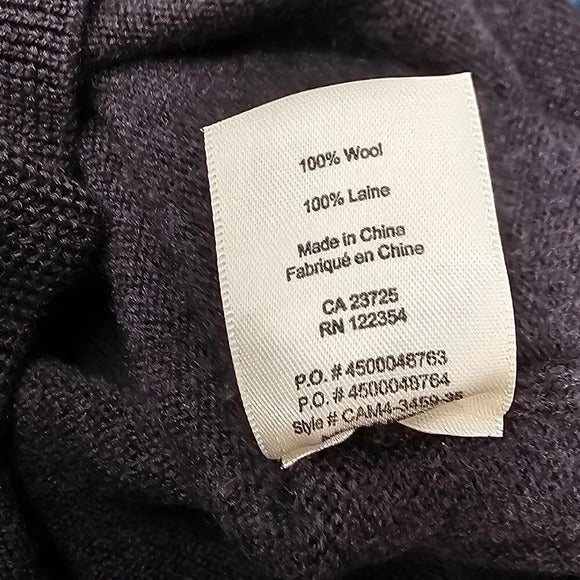 100% Wool
100% Laine
Made in China
Fabriqué en Chine
CA 23725
RN 122354
P.O. # 4500048763
P.O. # 4500048764
Style # CAM4-3459-35